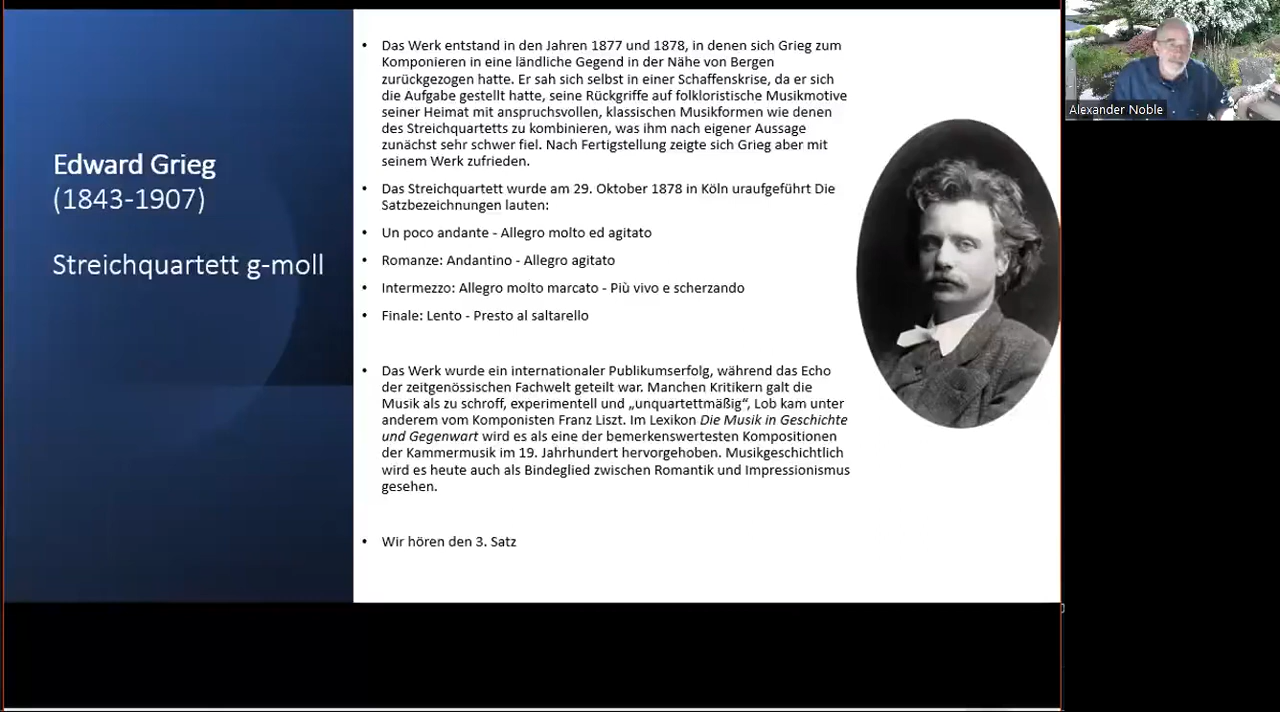 Edward Grieg
(1843-1907)
Streichquartett g-moll
• Das Werk entstand in den Jahren 1877 und 1878, in denen sich Grieg zum
Komponieren in eine ländliche Gegend in der Nähe von Bergen
zurückgezogen hatte. Er sah sich selbst in einer Schaffenskrise, da er sich
die Aufgabe gestellt hatte, seine Rückgriffe auf folkloristische Musikmotive
seiner Heimat mit anspruchsvollen, klassischen Musikformen wie denen
des Streichquartetts zu kombinieren, was ihm nach eigener Aussage
zunächst sehr schwer fiel. Nach Fertigstellung zeigte sich Grieg aber mit
seinem Werk zufrieden.
• Das Streichquartett wurde am 29. Oktober 1878 in Köln uraufgeführt Die
Satzbezeichnungen lauten:
• Un poco andante - Allegro molto ed agitato
• Romanze: Andantino - Allegro agitato
• Intermezzo: Allegro molto marcato - Più vivo e scherzando
• Finale: Lento - Presto al saltarello
• Das Werk wurde ein internationaler Publikumserfolg, während das Echo
der zeitgenössischen Fachwelt geteilt war. Manchen Kritikern galt die
Musik als zu schroff, experimentell und „unquartettmäßig“, Lob kam unter
anderem vom Komponisten Franz Liszt. Im Lexikon Die Musik in Geschichte
und Gegenwart wird es als eine der bemerkenswertesten Kompositionen
der Kammermusik im 19. Jahrhundert hervorgehoben. Musikgeschichtlich
wird es heute auch als Bindeglied zwischen Romantik und Impressionismus
gesehen.
• Wir hören den 3. Satz
Alexander Noble